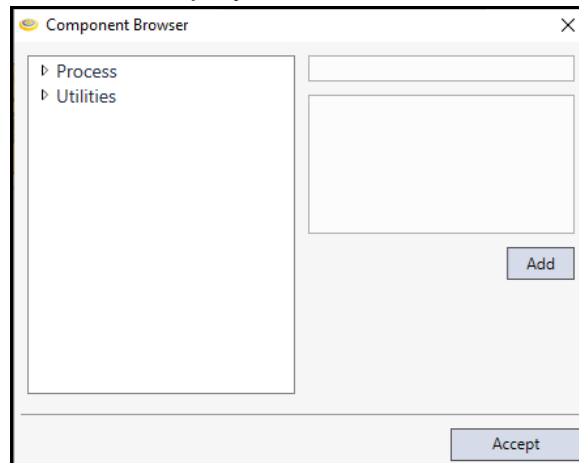 Component Browser
Process
Utilities
Add
Accept